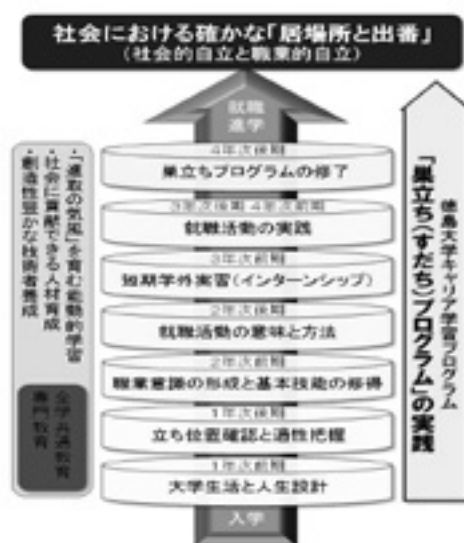 社会における確かな「居場所と出番」
(社会的自立と職業的自立)
就職
進学
4年次後期
巣立ちプログラムの修了
3年次後期 4年次前期
就職活動の実践
3年次前期
短期学外実習(インターンシップ)
2年次後期
就職活動の意味と方法
2年次前期
職業意識の形成と基本技能の修得
1年次後期
立ち位置確認と適性把握
1年次前期
大学生活と人生設計
入学
・「進取の気風」を育む能動的学習
・社会に貢献できる人材育成
・創造性豊かな技術者養成
全学共通教育
専門教育
徳島大学キャリア学習プログラム
「巣立ち(すだち)プログラム」の実践